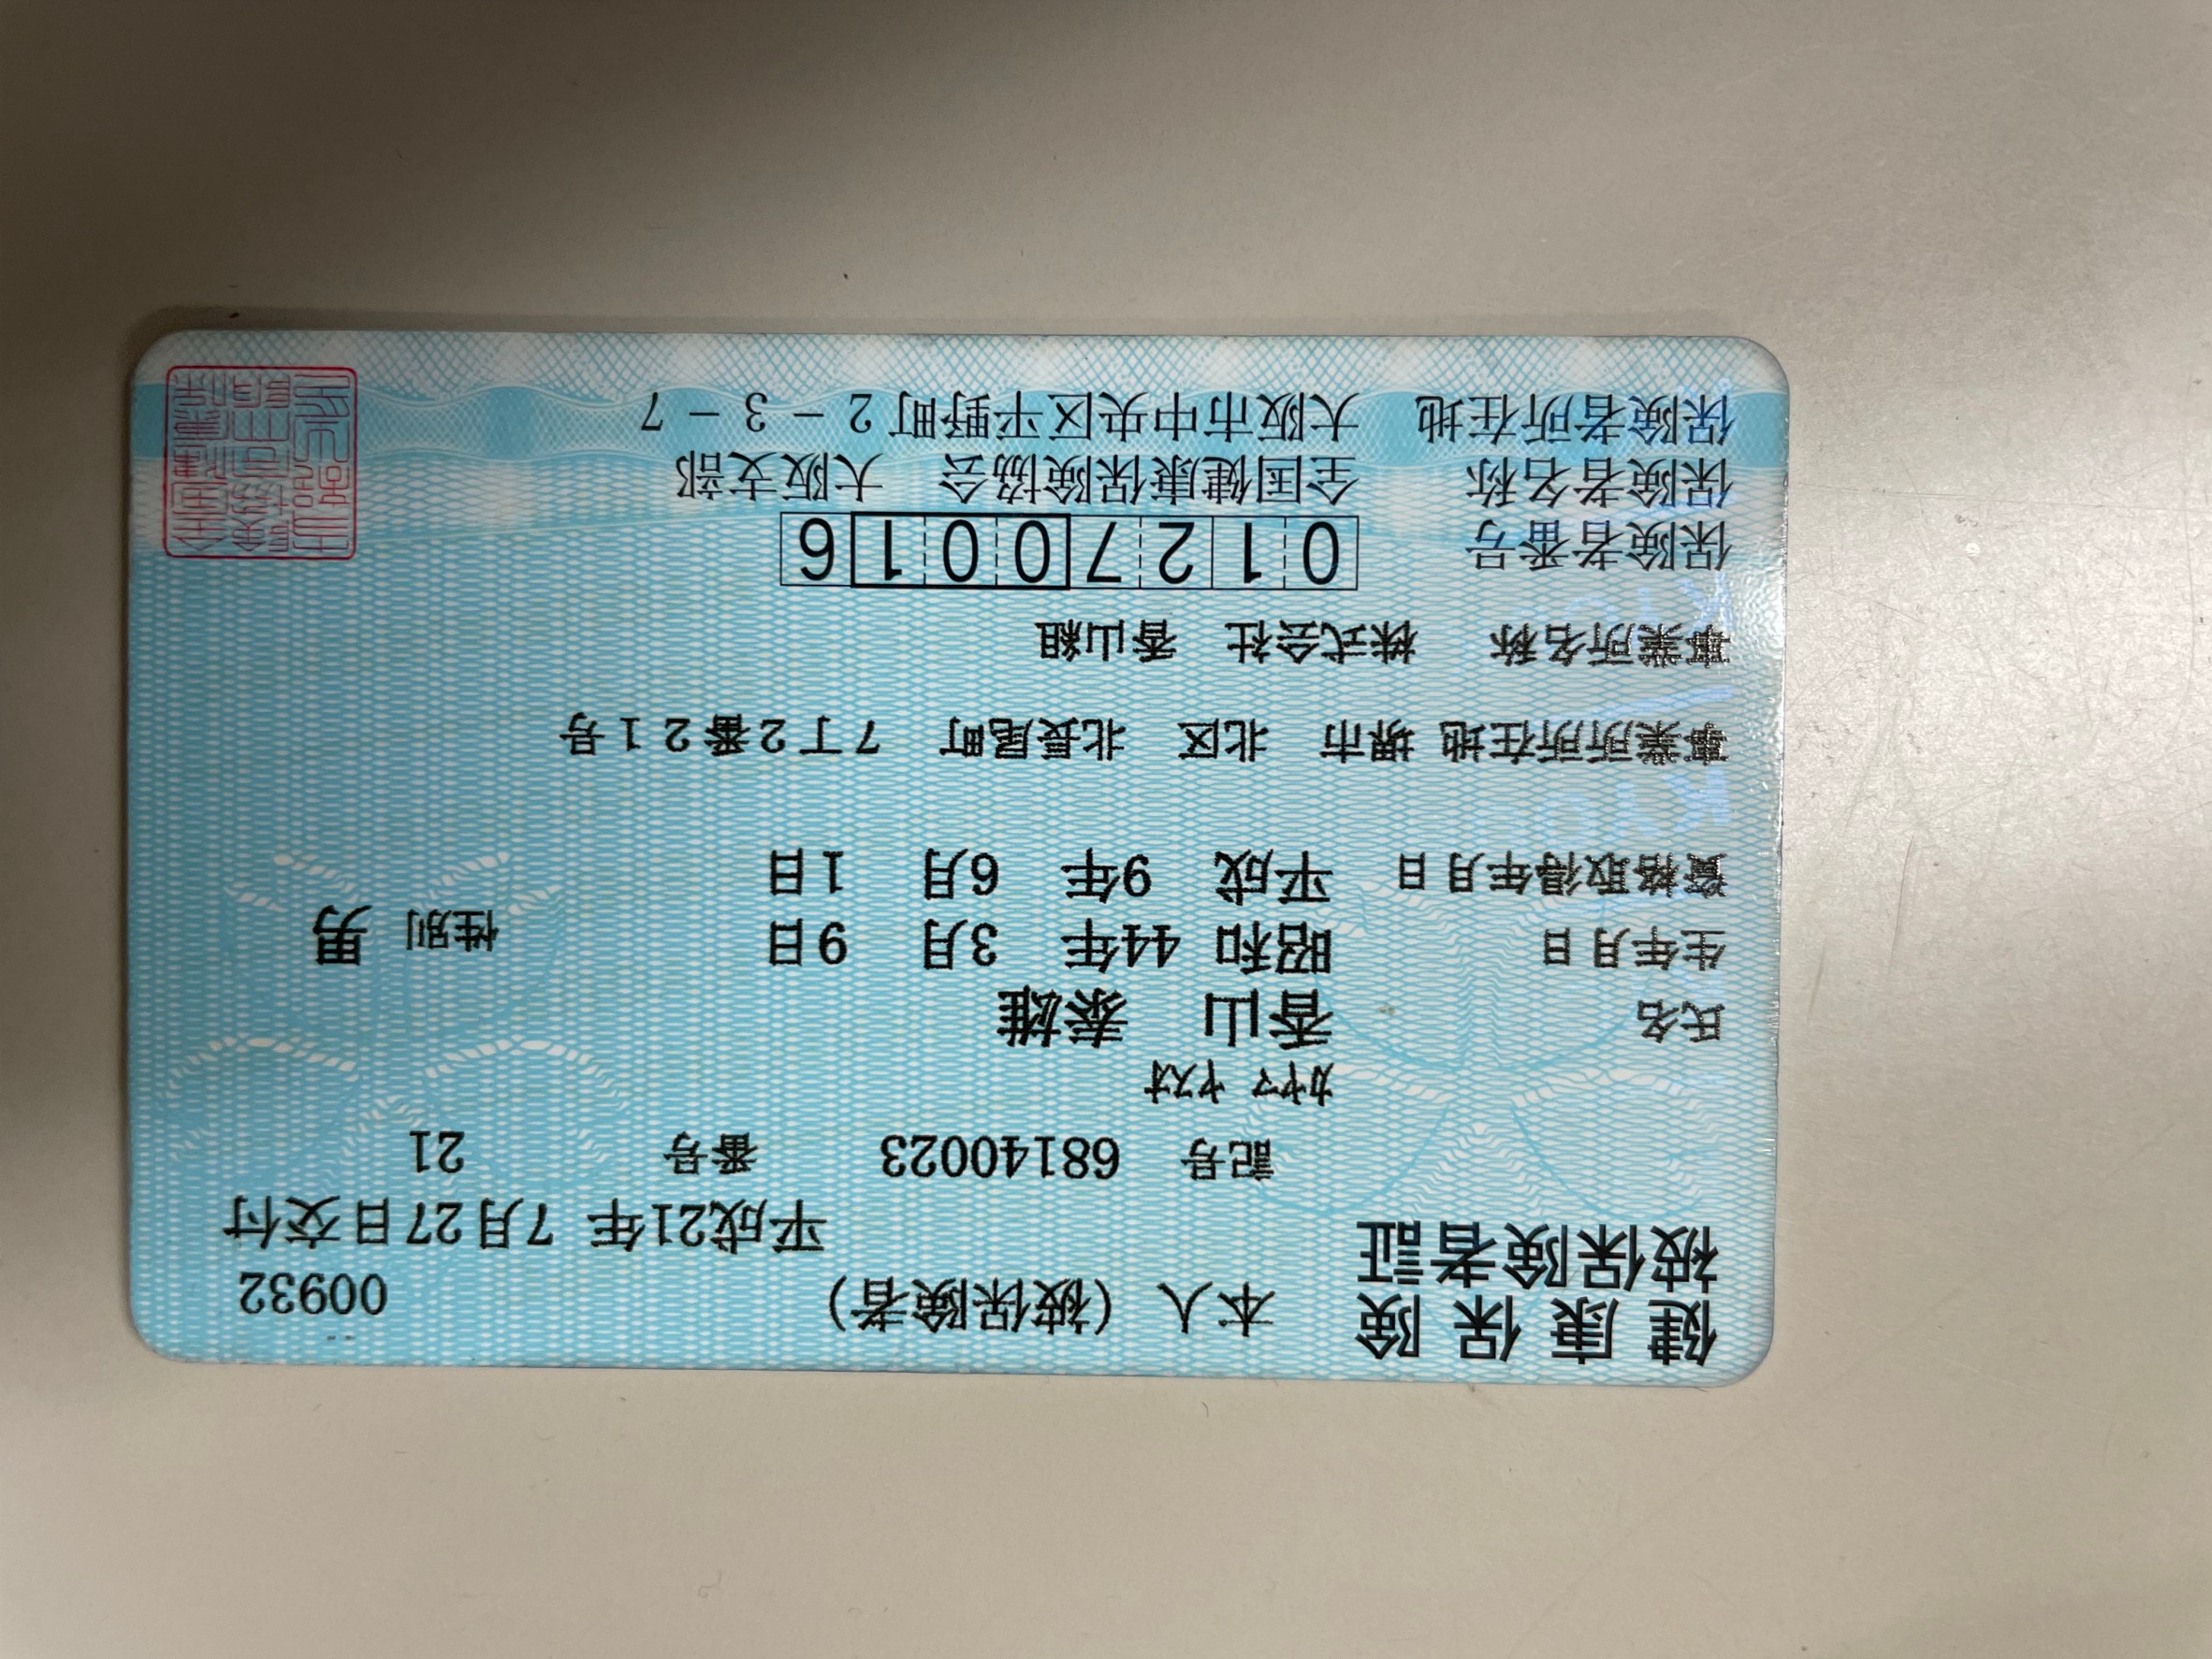 健康保険 本人（被保険者） 00932
被保険者証 平成21年 7月27日交付
記号 68140023 番号 21
ｶﾔﾏ ﾔｽｵ
氏名 香山 泰雄
生年月日 昭和 44年 3月 9日 性別 男
資格取得年月日 平成 9年 6月 1日
事業所所在地 堺市 北区 北長尾町 7丁2番21号
事業所名称 株式会社 香山組
保険者番号 01270016
保険者名称 全国健康保険協会 大阪支部
保険者所在地 大阪市中央区平野町2-3-7